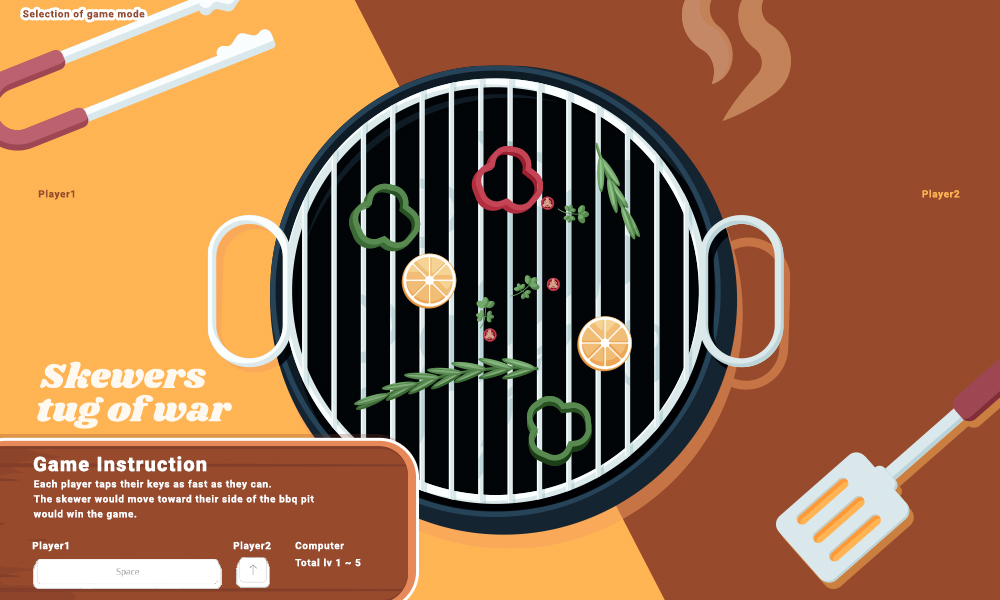 Selection of game mode
Player1
Player2
Skewers
tug of war
Game Instruction
Each player taps their keys as fast as they can.
The skewer would move toward their side of the bbq pit
would win the game.
Player1 Player2 Computer
Total lv 1 ~ 5
Space ↑